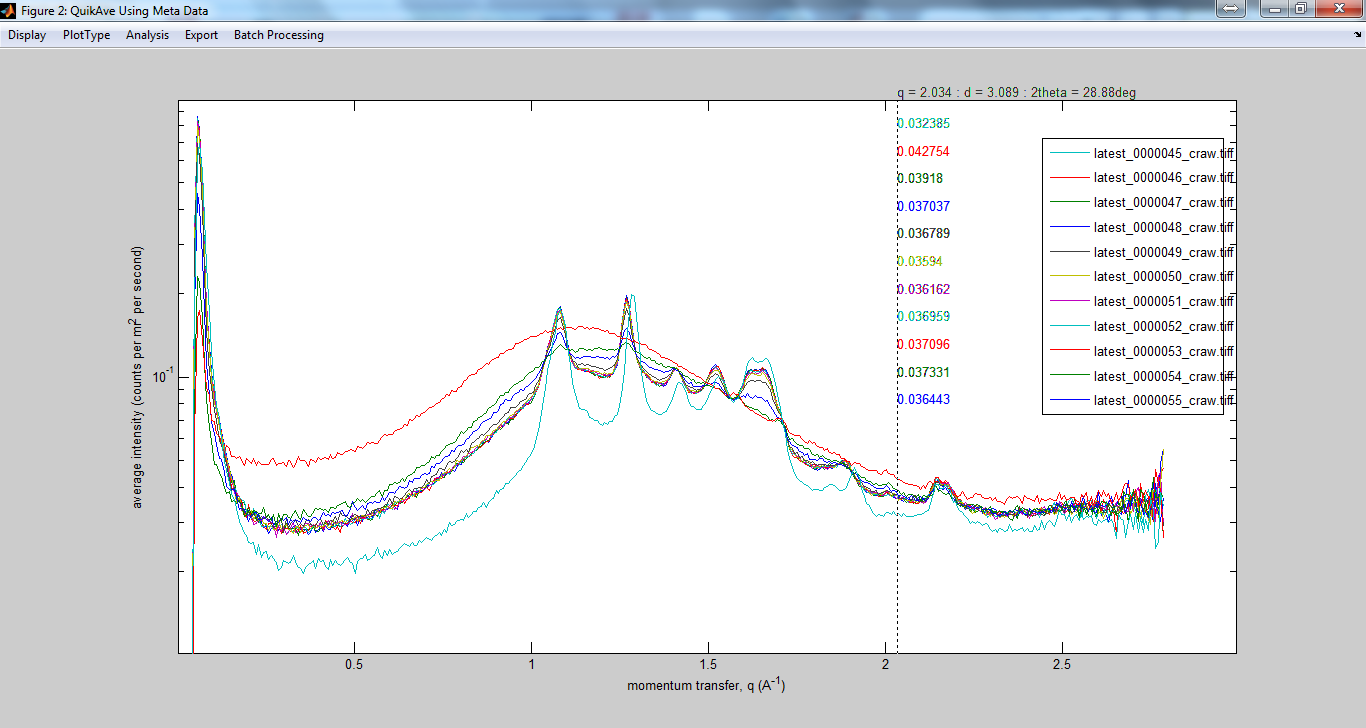 Figure 2: QuikAve Using Meta Data
Display PlotType Analysis Export Batch Processing
q = 2.034 : d = 3.089 : 2theta = 28.88deg
0.032385
0.042754
0.03918
0.037037
0.036789
0.03594
0.036162
0.036959
0.037096
0.037331
0.036443
latest_0000045_craw.tiff
latest_0000046_craw.tiff
latest_0000047_craw.tiff
latest_0000048_craw.tiff
latest_0000049_craw.tiff
latest_0000050_craw.tiff
latest_0000051_craw.tiff
latest_0000052_craw.tiff
latest_0000053_craw.tiff
latest_0000054_craw.tiff
latest_0000055_craw.tiff
average intensity (counts per m2 per second)
10-1
0.5 1 1.5 2 2.5
momentum transfer, q (A-1)